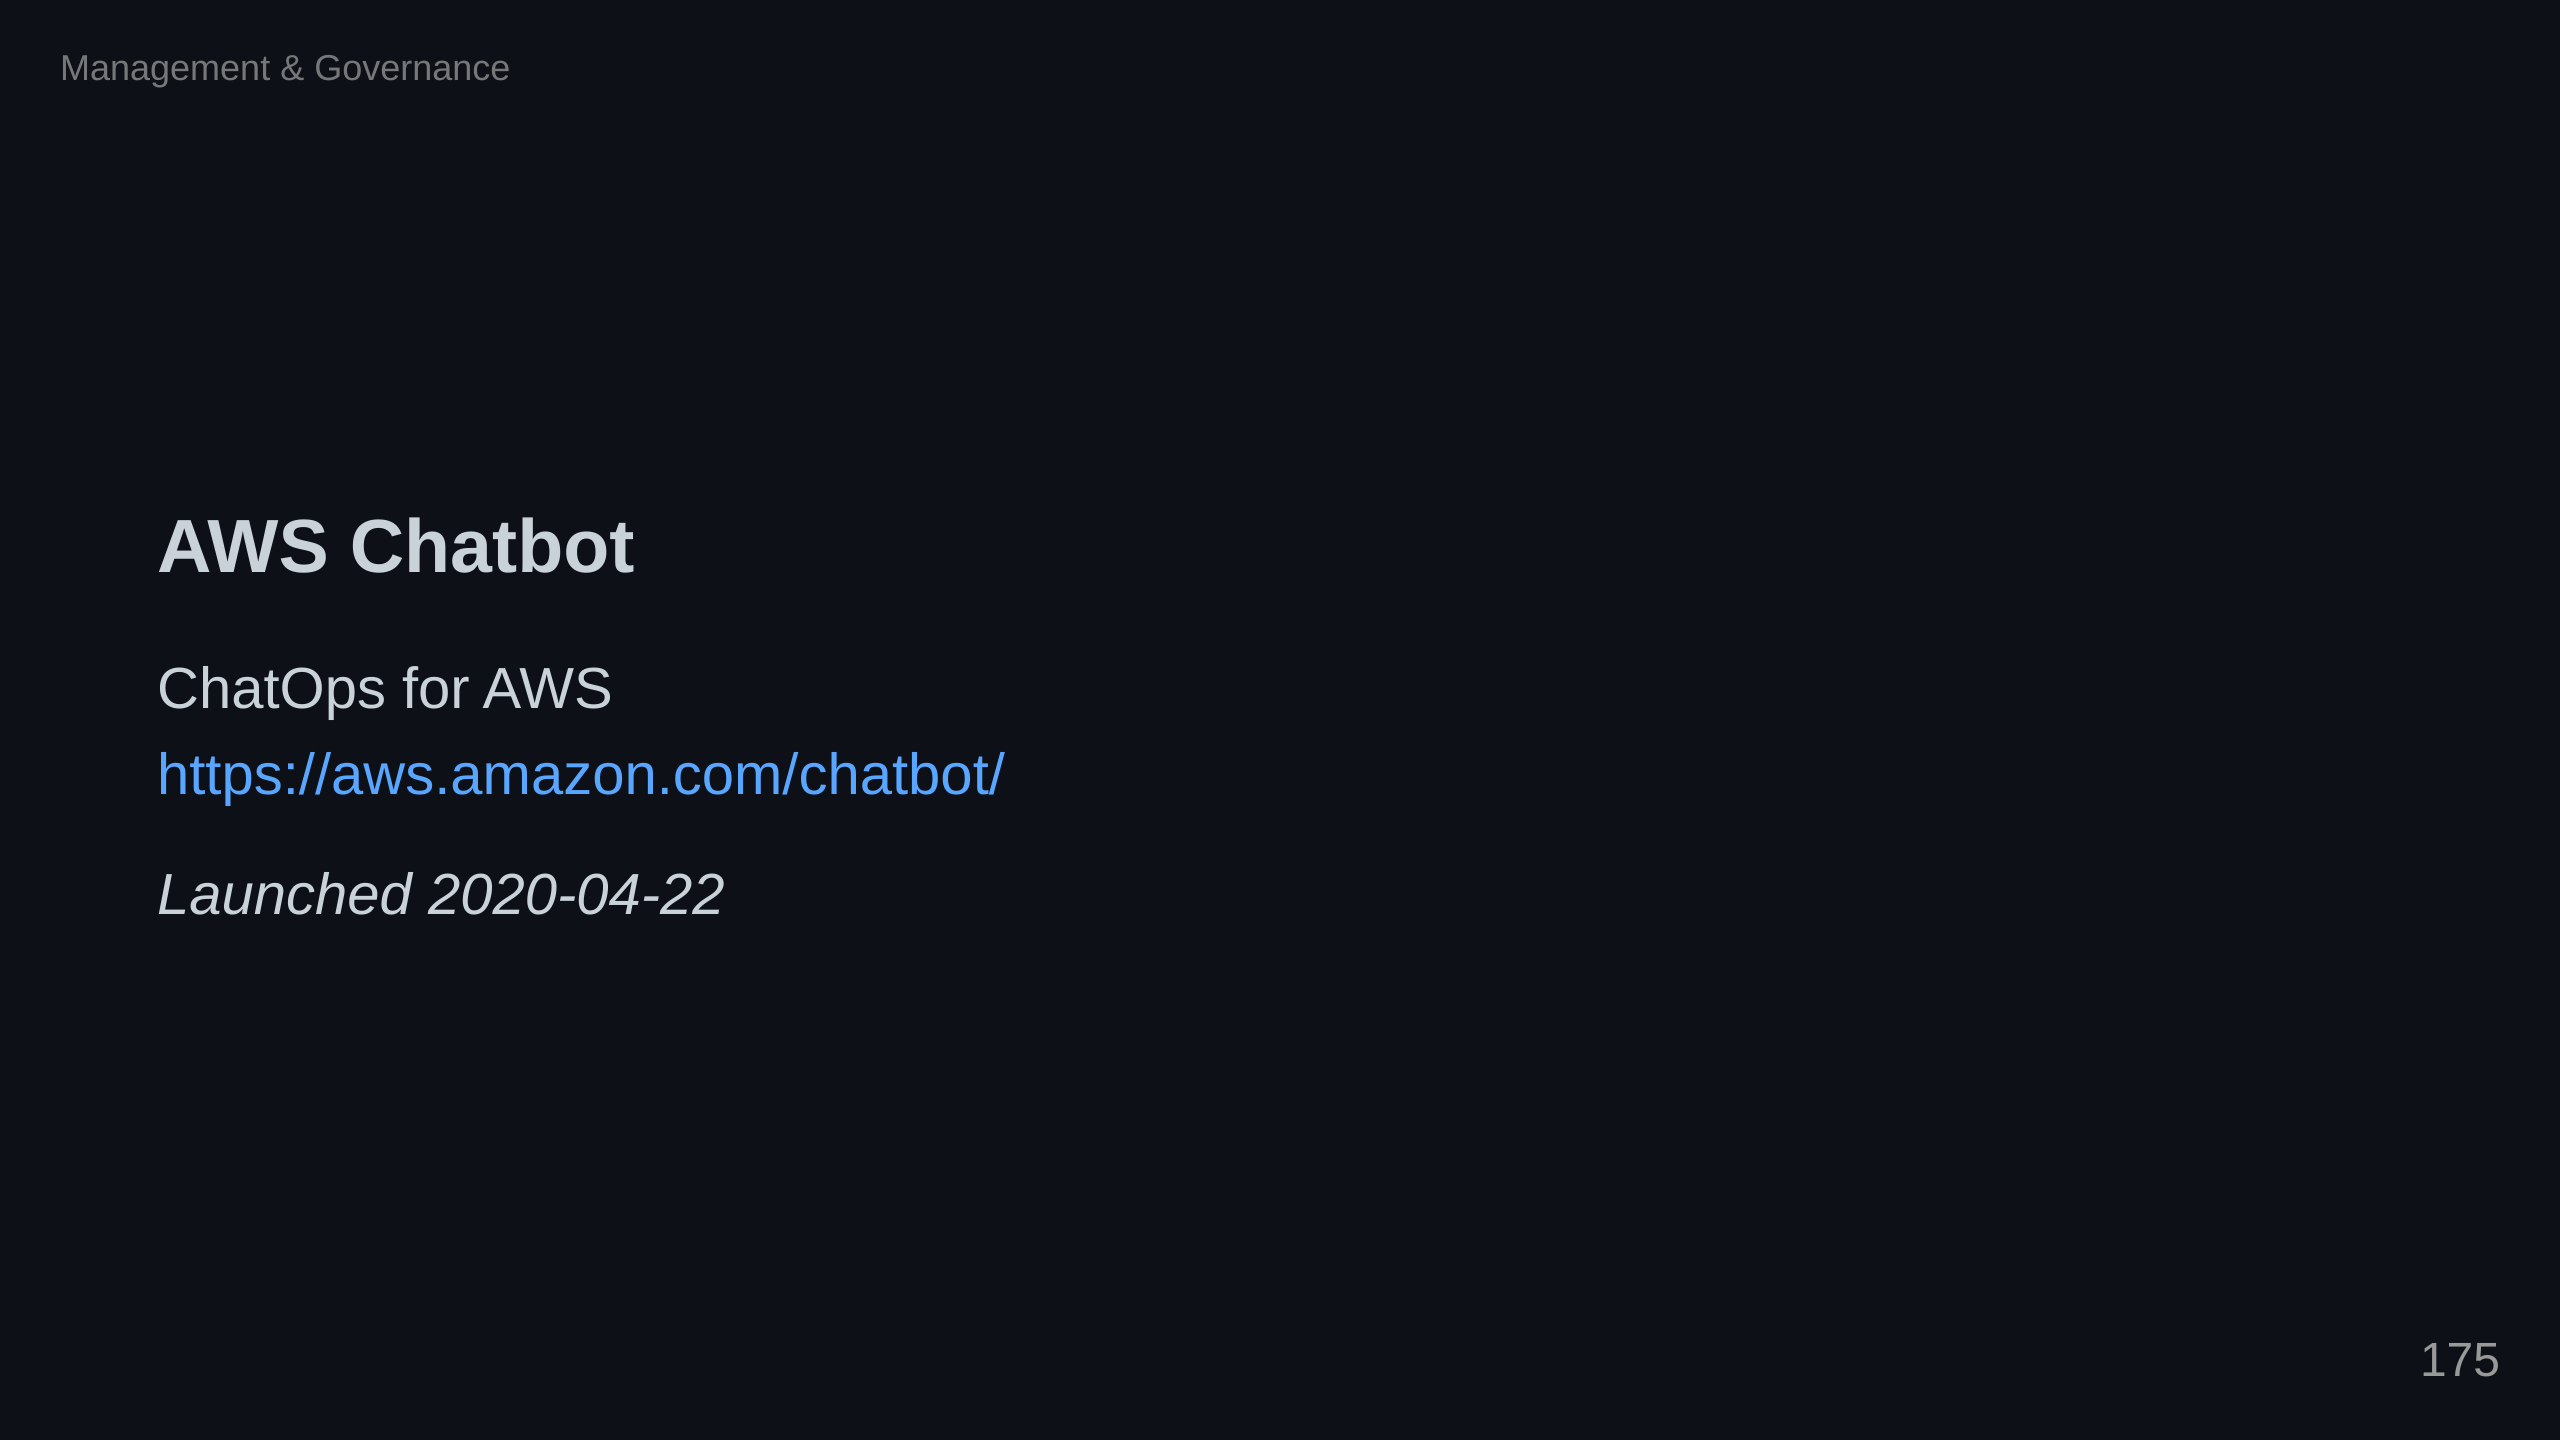 Management & Governance
AWS Chatbot
ChatOps for AWS
https://aws.amazon.com/chatbot/
Launched 2020-04-22
175